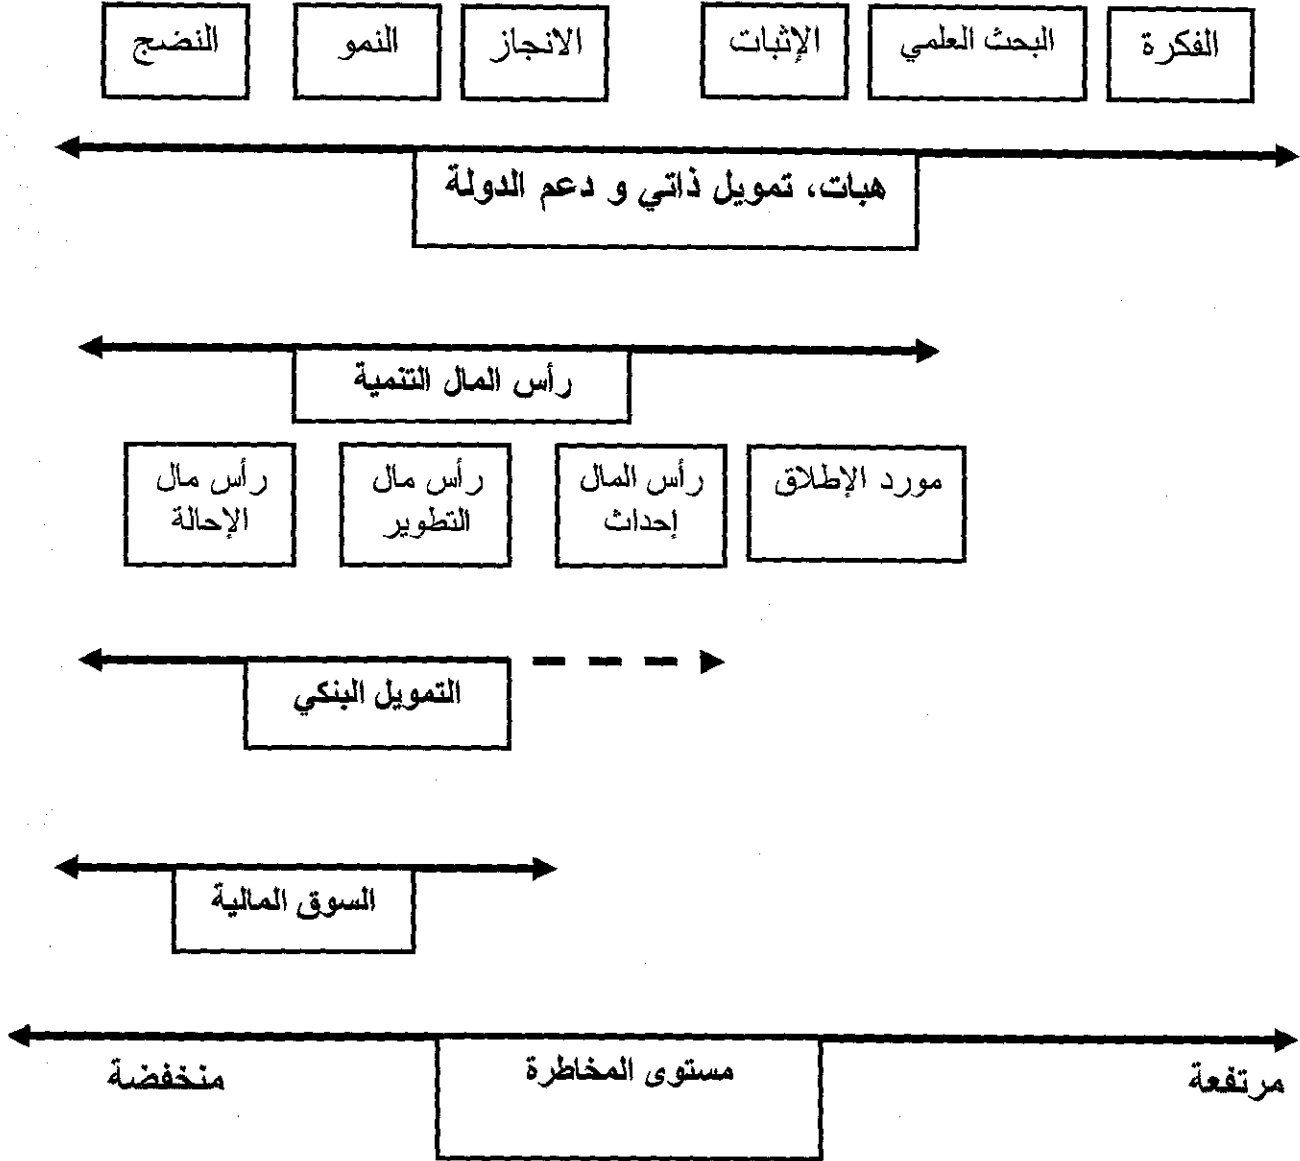 الفكرة
البحث العلمي
الإثبات
الانجاز
النمو
النضج
هبات، تمويل ذاتي و دعم الدولة
رأس المال التنمية
مورد الإطلاق
رأس المال
إحداث
رأس مال
التطوير
رأس مال
الإحالة
التمويل البنكي
السوق المالية
مستوى المخاطرة
مرتفعة
منخفضة